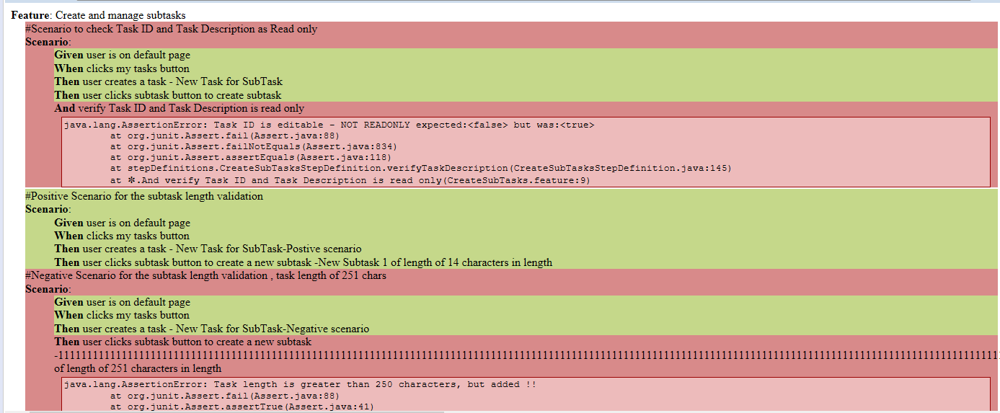 Feature: Create and manage subtasks
#Scenario to check Task ID and Task Description as Read only
Scenario:
Given user is on default page
When clicks my tasks button
Then user creates a task - New Task for SubTask
Then user clicks subtask button to create subtask
And verify Task ID and Task Description is read only
java.lang.AssertionError: Task ID is editable - NOT READONLY expected:<false> but was:<true>
at org.junit.Assert.fail(Assert.java:88)
at org.junit.Assert.failNotEquals(Assert.java:834)
at org.junit.Assert.assertEquals(Assert.java:118)
at stepDefinitions.CreateSubTasksStepDefinition.verifyTaskDescription(CreateSubTasksStepDefinition.java:145)
at ✽.And verify Task ID and Task Description is read only(CreateSubTasks.feature:9)
#Positive Scenario for the subtask length validation
Scenario:
Given user is on default page
When clicks my tasks button
Then user creates a task - New Task for SubTask-Postive scenario
Then user clicks subtask button to create a new subtask -New Subtask 1 of length of 14 characters in length
#Negative Scenario for the subtask length validation , task length of 251 chars
Scenario:
Given user is on default page
When clicks my tasks button
Then user creates a task - New Task for SubTask-Negative scenario
Then user clicks subtask button to create a new subtask
of length of 251 characters in length
java.lang.AssertionError: Task length is greater than 250 characters, but added !!
at org.junit.Assert.fail(Assert.java:88)
at org.junit.Assert.assertTrue(Assert.java:41)